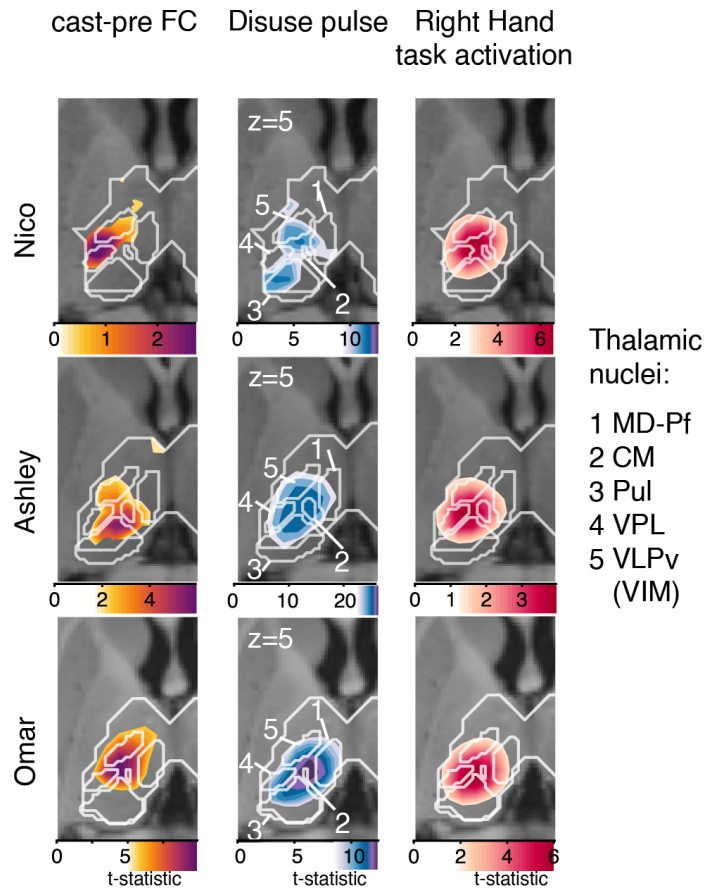 cast-pre FC
Disuse pulse
Right Hand
task activation
Nico
z=5
1
5
4
3
2
0 1 2
0 5 10
0 2 4 6
Ashley
z=5
1
5
4
3
2
0 2 4
0 10 20
0 1 2 3
Omar
z=5
1
5
4
3
2
0 5
t-statistic
0 5 10
t-statistic
0 2 4 6
t-statistic
Thalamic
nuclei:
1 MD-Pf
2 CM
3 Pul
4 VPL
5 VLPv
(VIM)